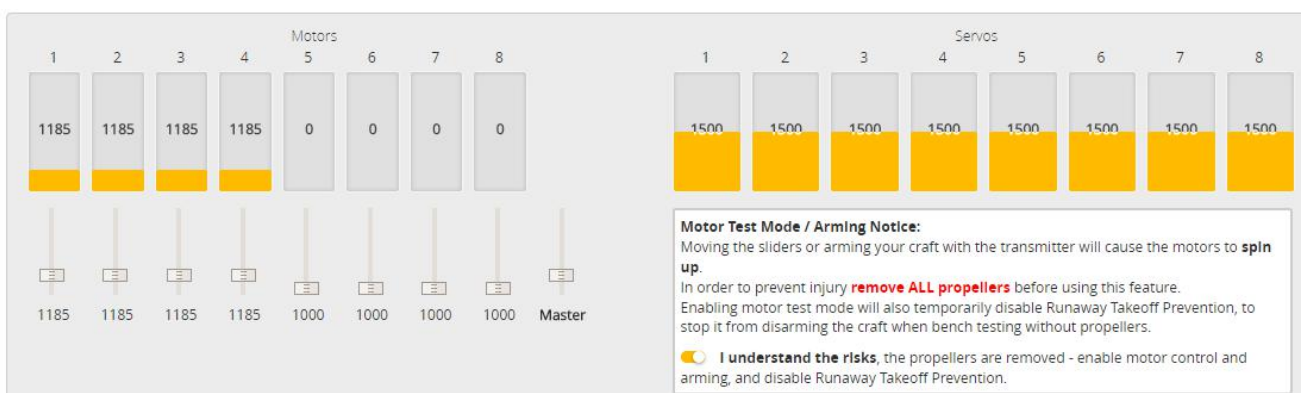 Motors
1 2 3 4 5 6 7 8
1185 1185 1185 1185 0 0 0 0
1185 1185 1185 1185 1000 1000 1000 1000 Master
Servos
1 2 3 4 5 6 7 8
1500 1500 1500 1500 1500 1500 1500 1500
Motor Test Mode / Arming Notice:
Moving the sliders or arming your craft with the transmitter will cause the motors to spin
up.
In order to prevent injury remove ALL propellers before using this feature.
Enabling motor test mode will also temporarily disable Runaway Takeoff Prevention, to
stop it from disarming the craft when bench testing without propellers.
I understand the risks, the propellers are removed - enable motor control and
arming, and disable Runaway Takeoff Prevention.